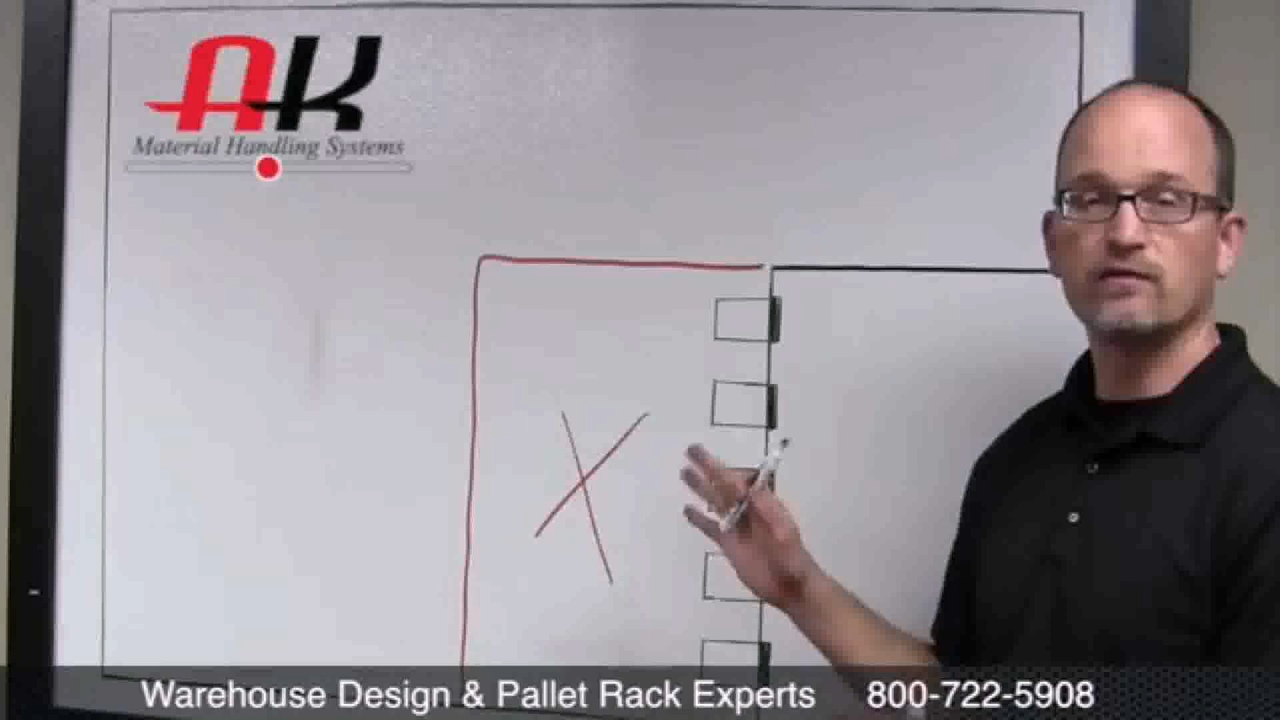 AK
Material Handling Systems
X
Warehouse Design & Pallet Rack Experts 800-722-5908